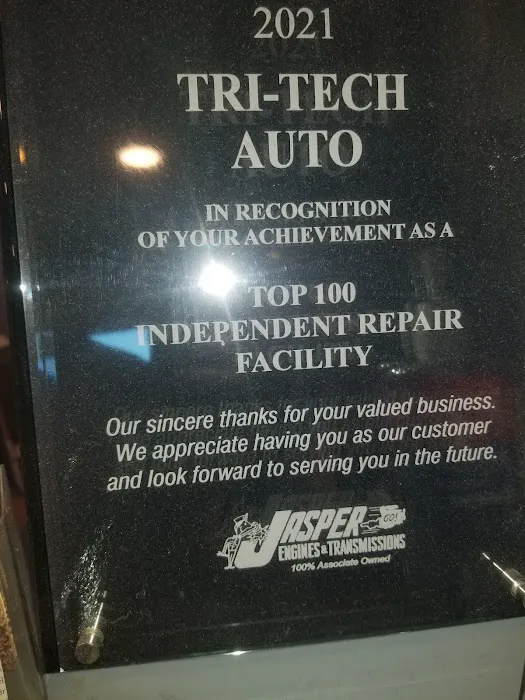 2021
TRI-TECH
AUTO
IN RECOGNITION
OF YOUR ACHIEVEMENT AS A
TOP 100
INDEPENDENT REPAIR
FACILITY
Our sincere thanks for your valued business.
We appreciate having you as our customer
and look forward to serving you in the future.
JASPER GO!
ENGINES & TRANSMISSIONS
100% Associate Owned